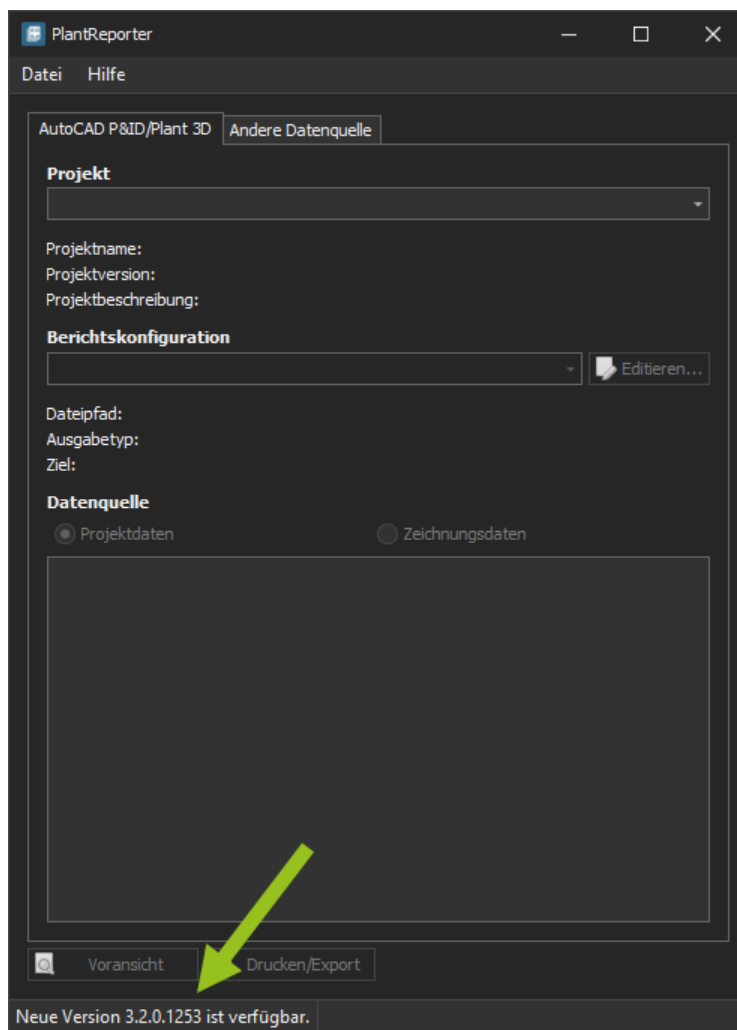 PlantReporter
Datei Hilfe
AutoCAD P&ID/Plant 3D Andere Datenquelle
Projekt
Projektname:
Projektversion:
Projektbeschreibung:
Berichtskonfiguration
Editieren...
Dateipfad:
Ausgabetyp:
Ziel:
Datenquelle
Projektdaten Zeichnungsdaten
Voransicht Drucken/Export
Neue Version 3.2.0.1253 ist verfügbar.